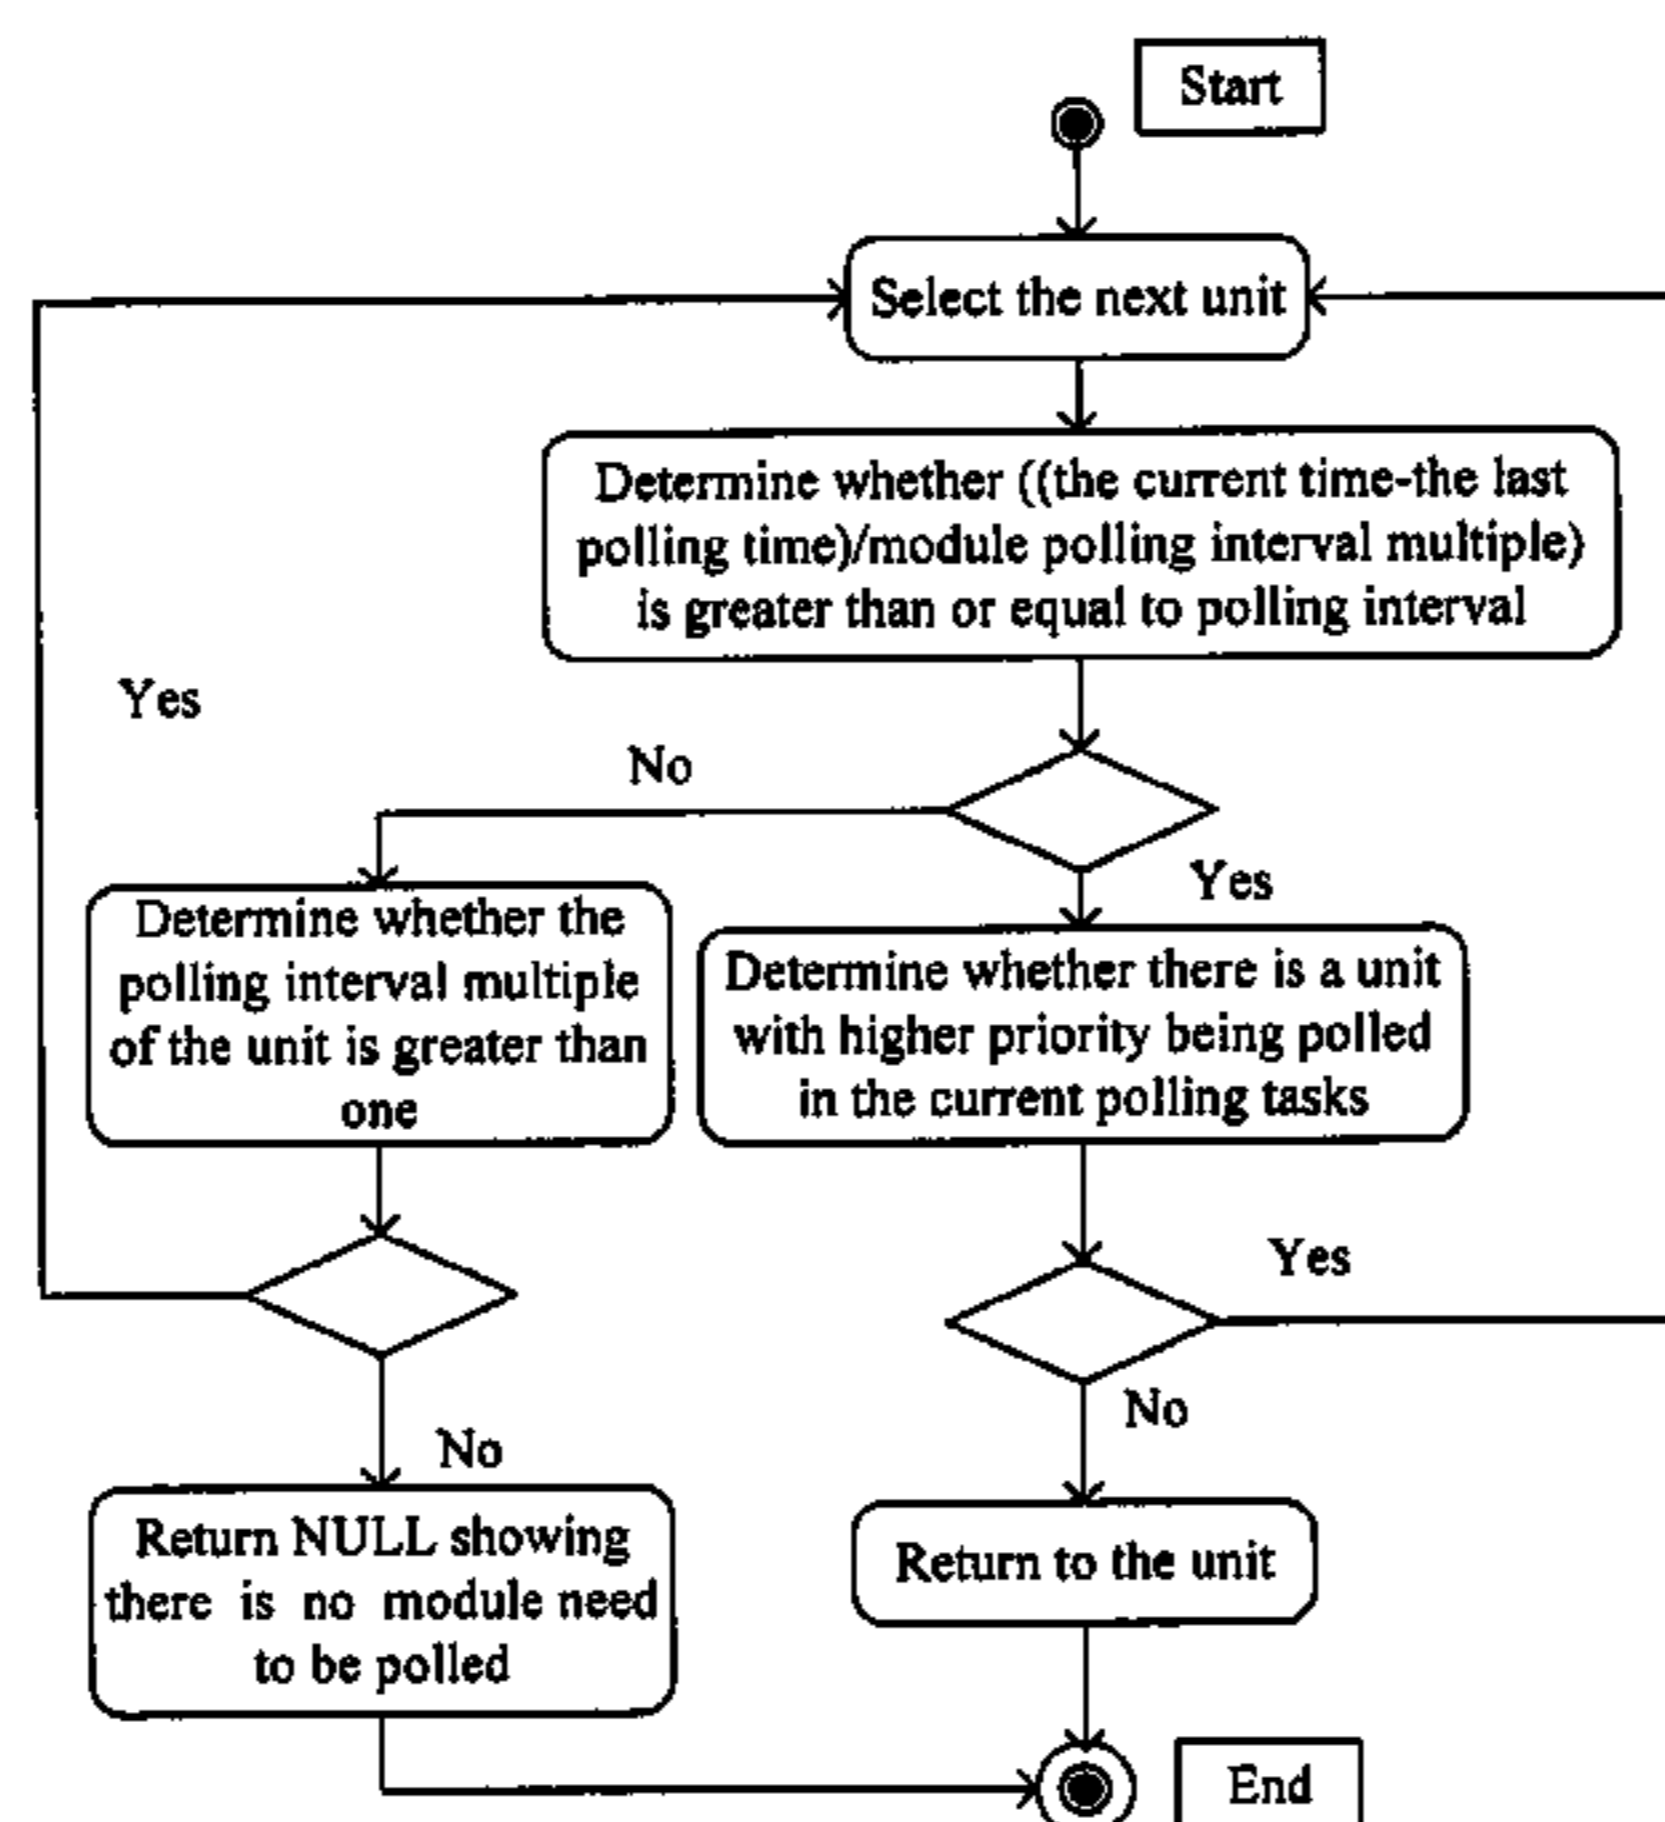 Start
Select the next unit
Determine whether ((the current time-the last
polling time)/module polling interval multiple)
is greater than or equal to polling interval
Yes
No
Yes
Determine whether the
polling interval multiple
of the unit is greater than
one
Determine whether there is a unit
with higher priority being polled
in the current polling tasks
Yes
No
No
Return NULL showing
there is no module need
to be polled
Return to the unit
End